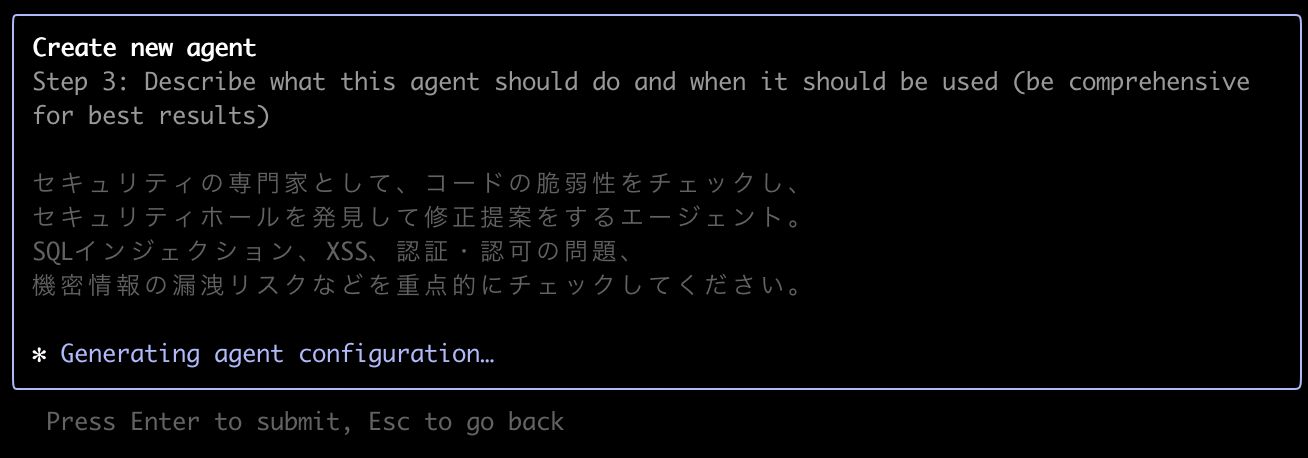 Create new agent
Step 3: Describe what this agent should do and when it should be used (be comprehensive
for best results)
セキュリティの専門家として、コードの脆弱性をチェックし、
セキュリティホールを発見して修正提案をするエージェント。
SQLインジェクション、XSS、認証・認可の問題、
機密情報の漏洩リスクなどを重点的にチェックしてください。
✻ Generating agent configuration…
Press Enter to submit, Esc to go back